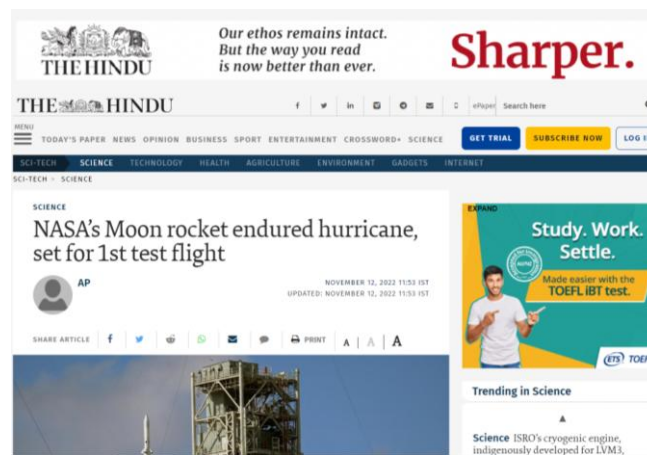 THE HINDU
Our ethos remains intact.
But the way you read
is now better than ever.
Sharper.
THE HINDU
f
in
ePaper
Search here
MENU
TODAY'S PAPER NEWS OPINION BUSINESS SPORT ENTERTAINMENT CROSSWORD+ SCIENCE
GET TRIAL
SUBSCRIBE NOW
LOG I
SCI-TECH SCIENCE TECHNOLOGY HEALTH AGRICULTURE ENVIRONMENT GADGETS INTERNET
SCI-TECH > SCIENCE
SCIENCE
NASA's Moon rocket endured hurricane,
set for 1st test flight
AP
NOVEMBER 12, 2022 11:53 IST
UPDATED: NOVEMBER 12, 2022 11:53 IST
SHARE ARTICLE f PRINT A | A | A
EXPAND
Study. Work.
Settle.
Made easier with the
TOEFL iBT test.
ETS TOEF
Trending in Science
Science ISRO's cryogenic engine,
indigenously developed for LVM3,